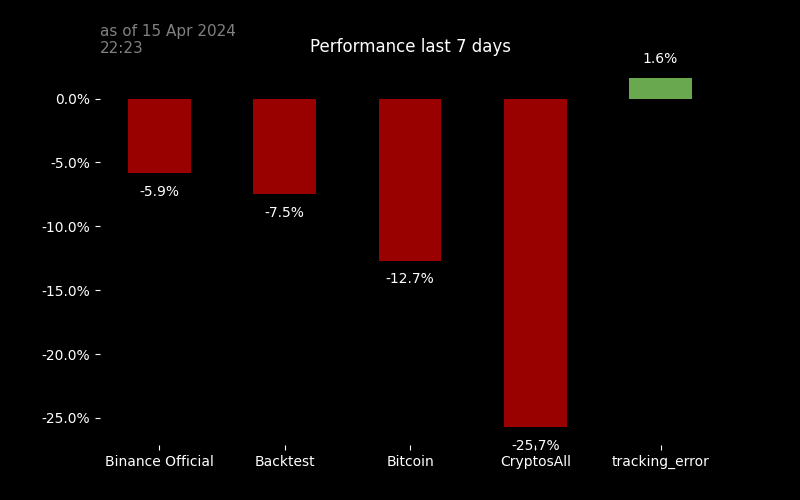 as of 15 Apr 2024
22:23
Performance last 7 days
1.6%
0.0%
-5.0%
-5.9%
-7.5%
-10.0%
-12.7%
-15.0%
-20.0%
-25.0%
-25.7%
Binance Official
Backtest
Bitcoin
CryptosAll
tracking_error